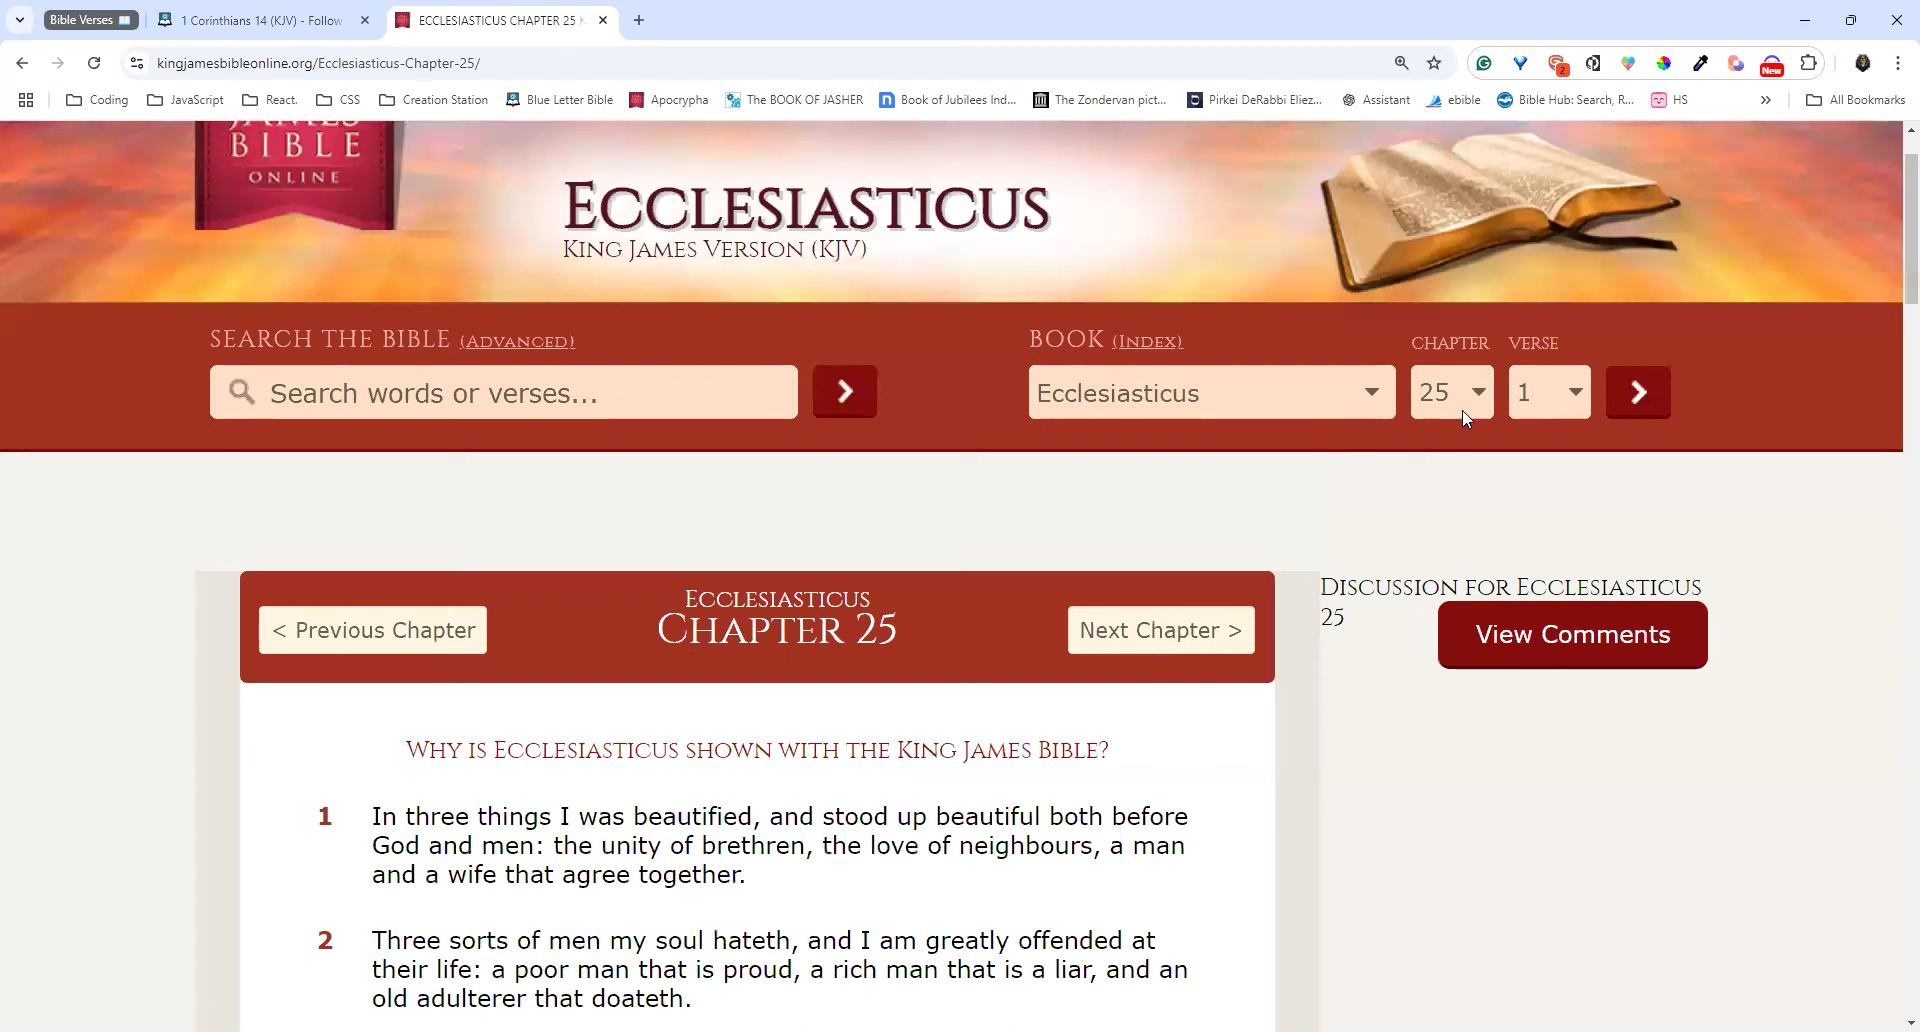 Bible Verses
1 Corinthians 14 (KJV) - Follow
ECCLESIASTICUS CHAPTER 25 K
kingjamesbibleonline.org/Ecclesiasticus-Chapter-25/
2
New
Coding
JavaScript
React.
CSS
Creation Station
Blue Letter Bible
Apocrypha
The BOOK OF JASHER
Book of Jubilees Ind...
The Zondervan pict...
Pirkei DeRabbi Eliez...
Assistant
ebible
Bible Hub: Search, R...
HS
»
All Bookmarks
JAMES
BIBLE
ONLINE
Ecclesiasticus
King James Version (KJV)
SEARCH THE BIBLE (Advanced)
BOOK (Index)
CHAPTER
VERSE
Search words or verses...
Ecclesiasticus
25
1
< Previous Chapter
Ecclesiasticus
Chapter 25
Next Chapter >
Discussion for Ecclesiasticus
25
View Comments
Why is Ecclesiasticus shown with the King James Bible?
1 In three things I was beautified, and stood up beautiful both before
God and men: the unity of brethren, the love of neighbours, a man
and a wife that agree together.
2 Three sorts of men my soul hateth, and I am greatly offended at
their life: a poor man that is proud, a rich man that is a liar, and an
old adulterer that doateth.